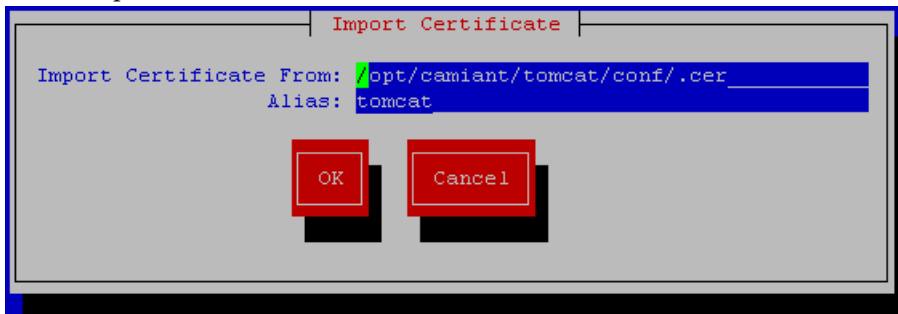 Import Certificate
Import Certificate From: /opt/camiant/tomcat/conf/.cer
Alias: tomcat
OK Cancel